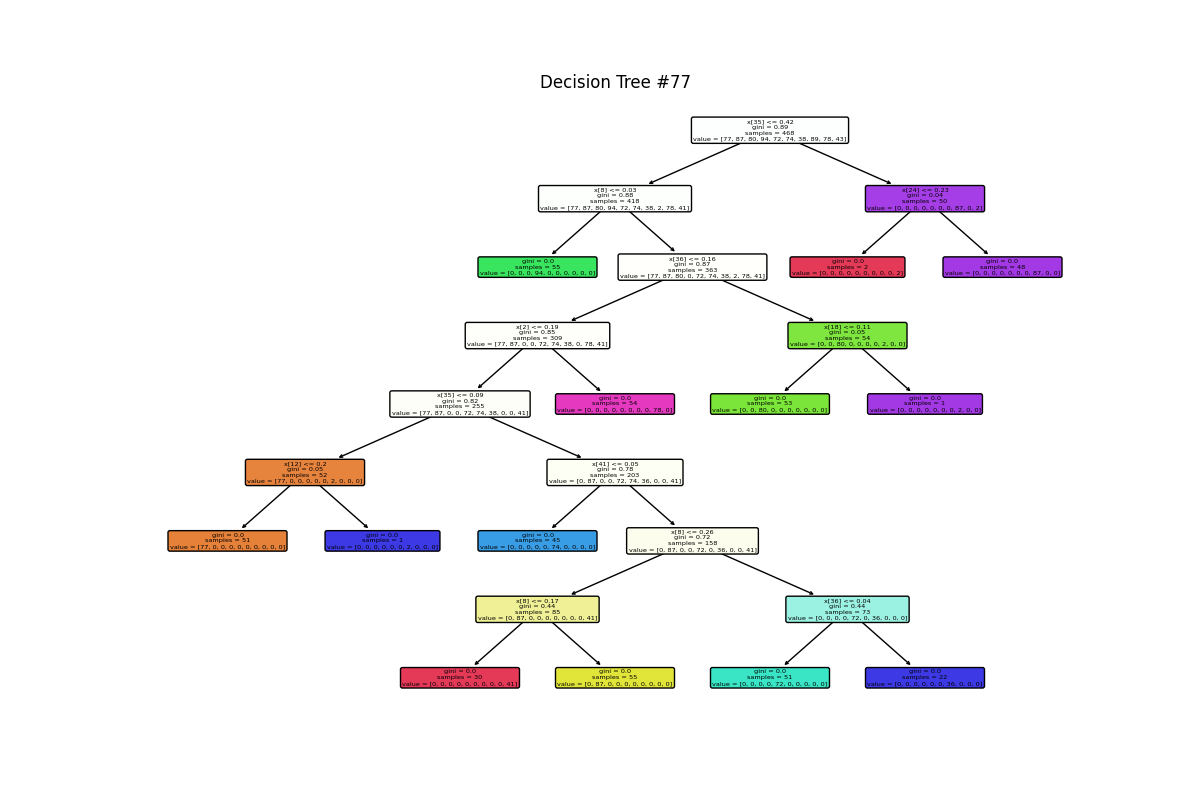 Decision Tree #77
x[35] <= 0.42
gini = 0.89
samples = 468
value = [77, 87, 80, 94, 72, 74, 38, 89, 78, 43]
x[8] <= 0.03
gini = 0.88
samples = 418
value = [77, 87, 80, 94, 72, 74, 38, 2, 78, 41]
x[24] <= 0.23
gini = 0.04
samples = 50
value = [0, 0, 0, 0, 0, 0, 0, 87, 0, 2]
gini = 0.0
samples = 55
value = [0, 0, 0, 94, 0, 0, 0, 0, 0, 0]
x[36] <= 0.16
gini = 0.87
samples = 363
value = [77, 87, 80, 0, 72, 74, 38, 2, 78, 41]
gini = 0.0
samples = 2
value = [0, 0, 0, 0, 0, 0, 0, 0, 0, 2]
gini = 0.0
samples = 48
value = [0, 0, 0, 0, 0, 0, 0, 87, 0, 0]
x[2] <= 0.19
gini = 0.85
samples = 309
value = [77, 87, 0, 0, 72, 74, 38, 0, 78, 41]
x[18] <= 0.11
gini = 0.05
samples = 54
value = [0, 0, 80, 0, 0, 0, 0, 2, 0, 0]
x[35] <= 0.09
gini = 0.82
samples = 255
value = [77, 87, 0, 0, 72, 74, 38, 0, 0, 41]
gini = 0.0
samples = 54
value = [0, 0, 0, 0, 0, 0, 0, 0, 78, 0]
gini = 0.0
samples = 53
value = [0, 0, 80, 0, 0, 0, 0, 0, 0, 0]
gini = 0.0
samples = 1
value = [0, 0, 0, 0, 0, 0, 0, 2, 0, 0]
x[12] <= 0.2
gini = 0.05
samples = 52
value = [77, 0, 0, 0, 0, 0, 2, 0, 0, 0]
x[41] <= 0.05
gini = 0.78
samples = 203
value = [0, 87, 0, 0, 72, 74, 36, 0, 0, 41]
gini = 0.0
samples = 51
value = [77, 0, 0, 0, 0, 0, 0, 0, 0, 0]
gini = 0.0
samples = 1
value = [0, 0, 0, 0, 0, 0, 2, 0, 0, 0]
gini = 0.0
samples = 45
value = [0, 0, 0, 0, 0, 74, 0, 0, 0, 0]
x[8] <= 0.26
gini = 0.72
samples = 158
value = [0, 87, 0, 0, 72, 0, 36, 0, 0, 41]
x[8] <= 0.17
gini = 0.44
samples = 85
value = [0, 87, 0, 0, 0, 0, 0, 0, 0, 41]
x[36] <= 0.04
gini = 0.44
samples = 73
value = [0, 0, 0, 0, 72, 0, 36, 0, 0, 0]
gini = 0.0
samples = 30
value = [0, 0, 0, 0, 0, 0, 0, 0, 0, 41]
gini = 0.0
samples = 55
value = [0, 87, 0, 0, 0, 0, 0, 0, 0, 0]
gini = 0.0
samples = 51
value = [0, 0, 0, 0, 72, 0, 0, 0, 0, 0]
gini = 0.0
samples = 22
value = [0, 0, 0, 0, 0, 0, 36, 0, 0, 0]